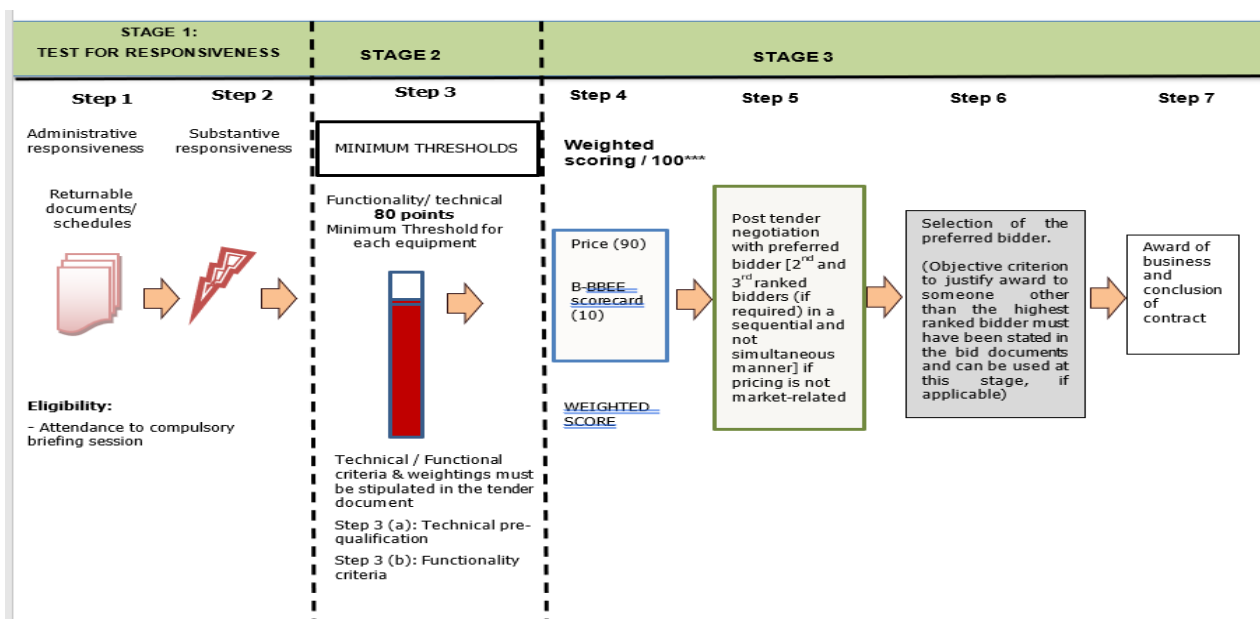 STAGE 1:
TEST FOR RESPONSIVENESS
STAGE 2
STAGE 3
Step 1
Step 2
Step 3
Step 4
Step 5
Step 6
Step 7
Administrative
responsiveness
Returnable
documents/
schedules
Eligibility:
- Attendance to compulsory
briefing session
Substantive
responsiveness
MINIMUM THRESHOLDS
Functionality/ technical
80 points
Minimum Threshold for
each equipment
Technical / Functional
criteria & weightings must
be stipulated in the tender
document
Step 3 (a): Technical pre-
qualification
Step 3 (b): Functionality
criteria
Weighted
scoring / 100***
Price (90)
B-BBEE
scorecard
(10)
WEIGHTED
SCORE
Post tender
negotiation
with preferred
bidder [2nd and
3rd ranked
bidders (if
required) in a
sequential and
not
simultaneous
manner] if
pricing is not
market-related
Selection of the
preferred bidder.
(Objective criterion
to justify award to
someone other
than the highest
ranked bidder must
have been stated in
the bid documents
and can be used at
this stage, if
applicable)
Award of
business and
conclusion
of
contract